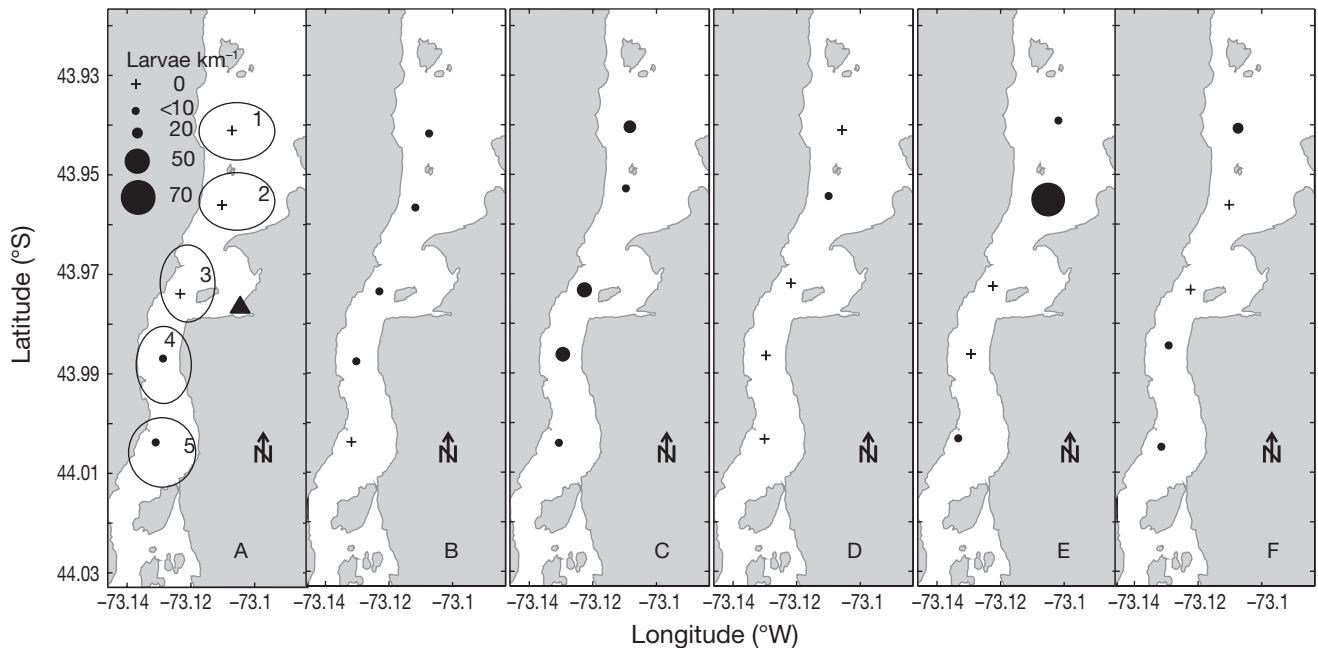 Larvae km⁻¹
+ 0
<10
20
50
70
1
2
3
4
5
N N N N N N
A B C D E F
43.93
43.95
43.97
43.99
44.01
44.03
Latitude (°S)
−73.14 −73.12 −73.1 −73.14 −73.12 −73.1 −73.14 −73.12 −73.1 −73.14 −73.12 −73.1 −73.14 −73.12 −73.1 −73.14 −73.12 −73.1
Longitude (°W)